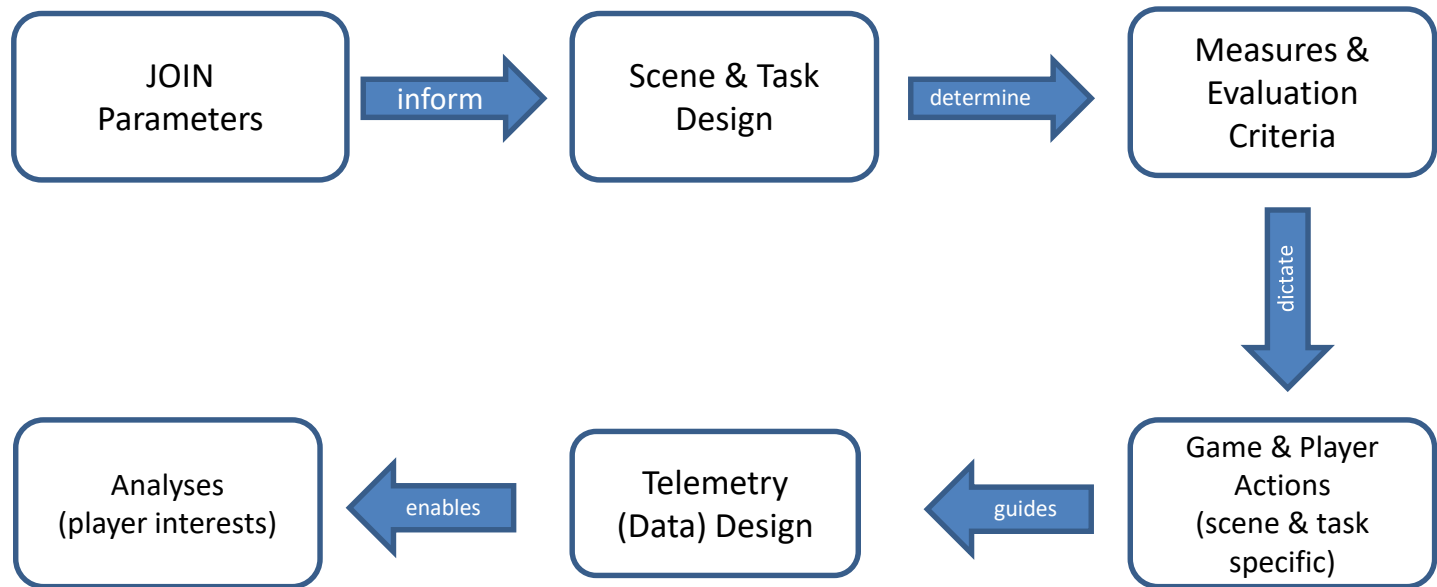 JOIN
Parameters
inform
Scene & Task
Design
determine
Measures &
Evaluation
Criteria
dictate
Game & Player
Actions
(scene & task
specific)
guides
Telemetry
(Data) Design
enables
Analyses
(player interests)